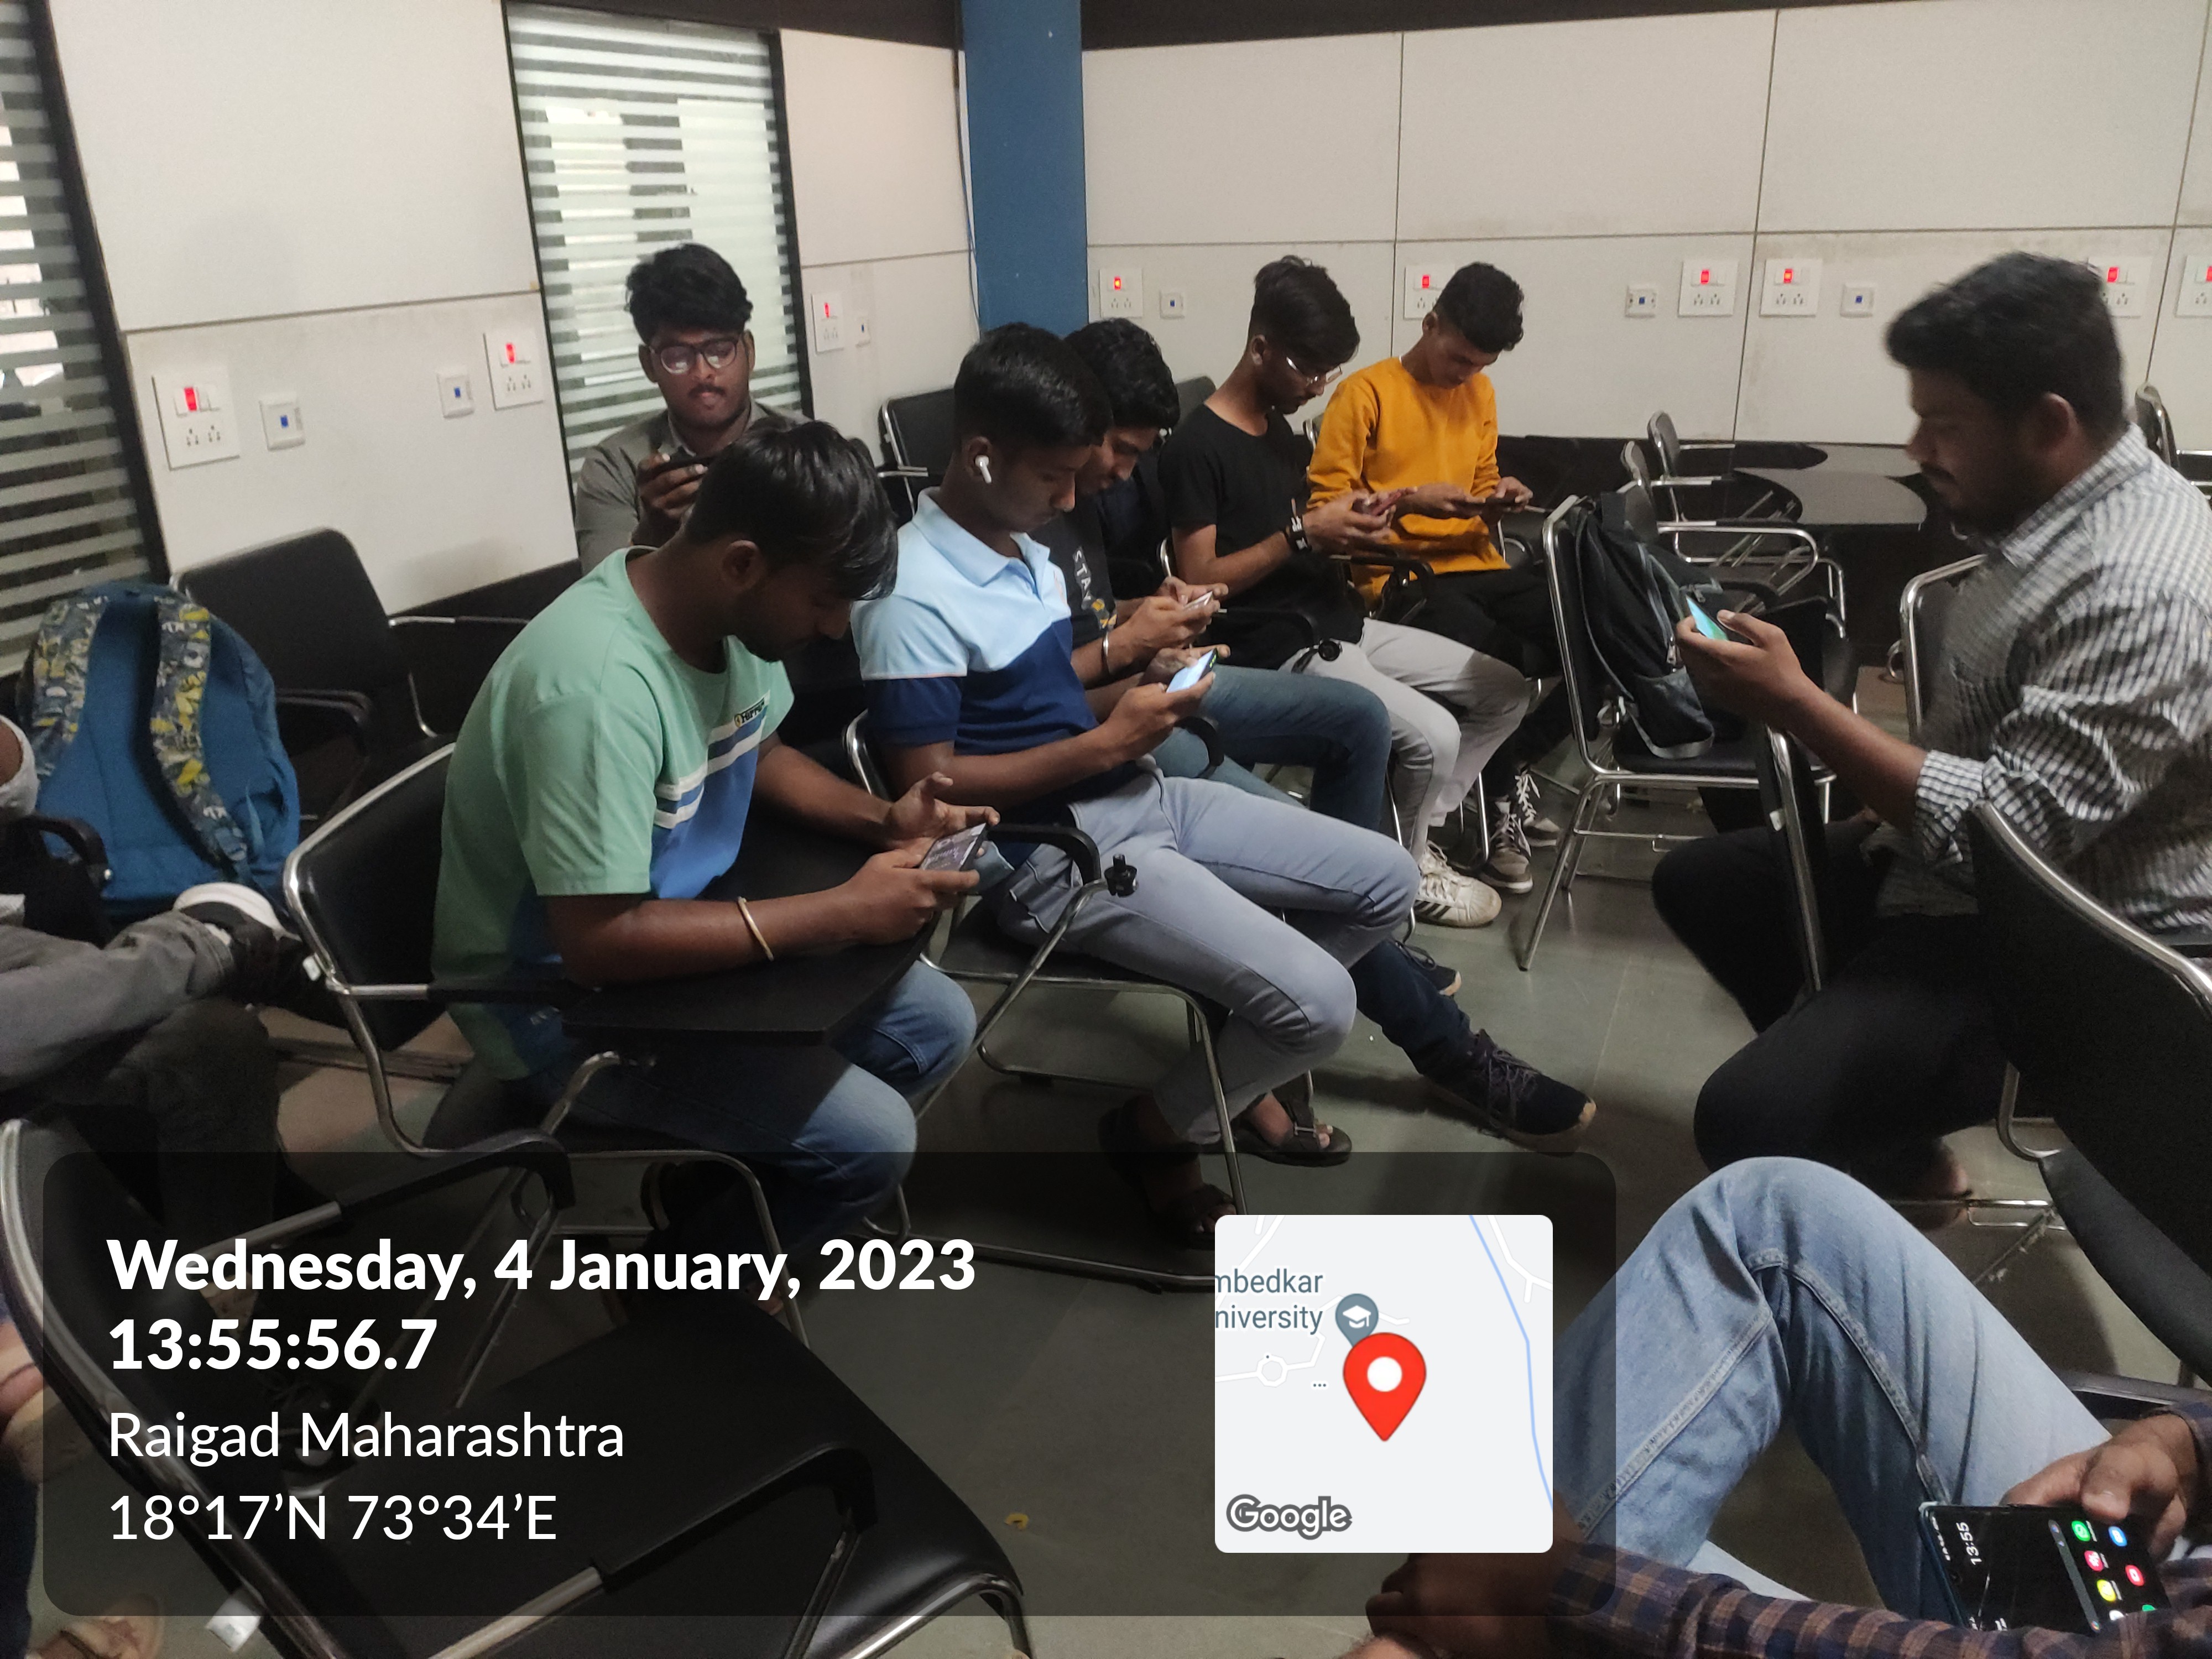 13:55
Wednesday, 4 January, 2023
13:55:56.7
Raigad Maharashtra
18°17’N 73°34’E
mbedkar
niversity
...
Google